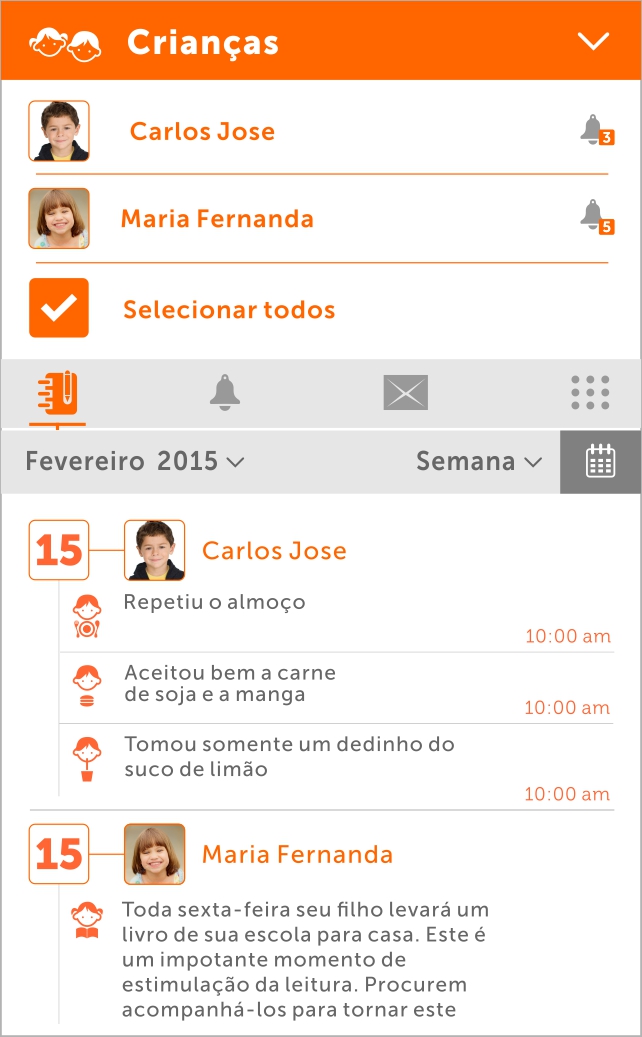 Crianças
Carlos Jose
3
Maria Fernanda
5
Selecionar todos
Fevereiro 2015
Semana
15
Carlos Jose
Repetiu o almoço
10:00 am
Aceitou bem a carne
de soja e a manga
10:00 am
Tomou somente um dedinho do
suco de limão
10:00 am
15
Maria Fernanda
Toda sexta-feira seu filho levará um
livro de sua escola para casa. Este é
um impotante momento de
estimulação da leitura. Procurem
acompanhá-los para tornar este